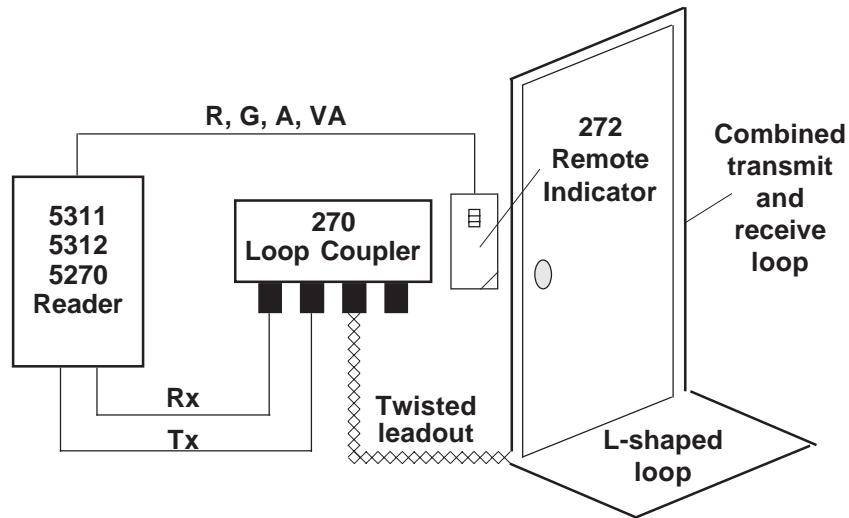 R, G, A, VA
5311
5312
5270
Reader
270
Loop Coupler
272
Remote
Indicator
Combined
transmit
and
receive
loop
Rx
Tx
Twisted
leadout
L-shaped
loop